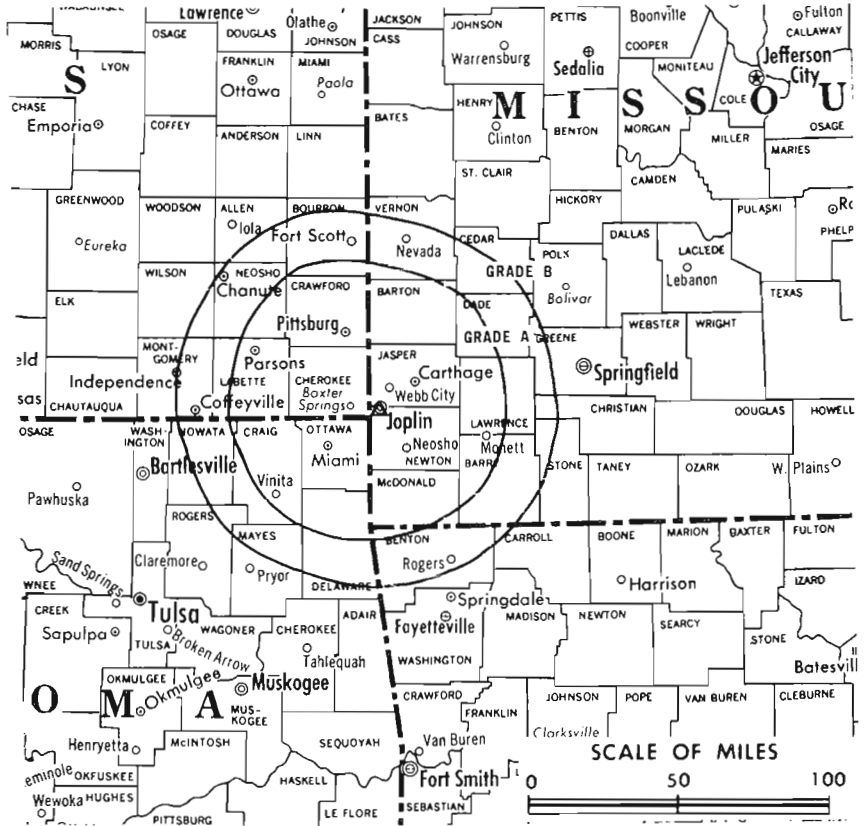 Lawrence
Olathe
JACKSON
JOHNSON
PETTIS
Boonville
Fulton
OSAGE
DOUGLAS
JOHNSON
CASS
CALLAWAY
MORRIS
LYON
FRANKLIN
MIAMI
Warrensburg
Sedalia
COOPER
Jefferson
City
S
Ottawa
Paola
MONITEAU
CHASE
HENRY
M I S S O U
COLE
Emporia
COFFEY
BATES
Clinton
BENTON
MORGAN
OSAGE
ANDERSON
LINN
MILLER
MARIES
ST. CLAIR
CAMDEN
GREENWOOD
WOODSON
ALLEN
BOURBON
VERNON
HICKORY
PULASKI
Iola
Fort Scott
Nevada
CEDAR
DALLAS
PHELP
Eureka
POLK
LACLEDE
WILSON
NEOSHO
GRADE B
Lebanon
Chanute
CRAWFORD
BARTON
Bolivar
TEXAS
ELK
DADE
Pittsburg
GRADE A
GREENE
WEBSTER
WRIGHT
MONT-
GOMERY
Parsons
JASPER
Carthage
Springfield
Independence
LABETTE
CHEROKEE
Webb City
Baxter
Springs
CHAUTAUQUA
Coffeyville
Joplin
CHRISTIAN
DOUGLAS
HOWELL
OSAGE
WASH-
INGTON
NOWATA
CRAIG
OTTAWA
LAWRENCE
Neosho
Monett
Bartlesville
Miami
NEWTON
BARRY
STONE
TANEY
OZARK
W. Plains
Pawhuska
Vinita
McDONALD
ROGERS
MAYES
BENTON
CARROLL
BOONE
MARION
BAXTER
FULTON
Sand Springs
Claremore
Pryor
Rogers
Harrison
IZARD
WNEE
DELAWARE
CREEK
Tulsa
ADAIR
Springdale
MADISON
NEWTON
SEARCY
Sapulpa
WAGONER
CHEROKEE
Fayetteville
STONE
TULSA
Broken Arrow
Tahlequah
WASHINGTON
Batesvill
OKMULGEE
Okmulgee
Muskogee
O M A
MUS-
KOGEE
CRAWFORD
FRANKLIN
JOHNSON
POPE
VAN BUREN
CLEBURNE
Clarksville
Henryetta
McINTOSH
SEQUOYAH
Van Buren
SCALE OF MILES
eminole
OKFUSKEE
HASKELL
Fort Smith
0 50 100
Wewoka
HUGHES
LE FLORE
SEBASTIAN
PITTSBURG